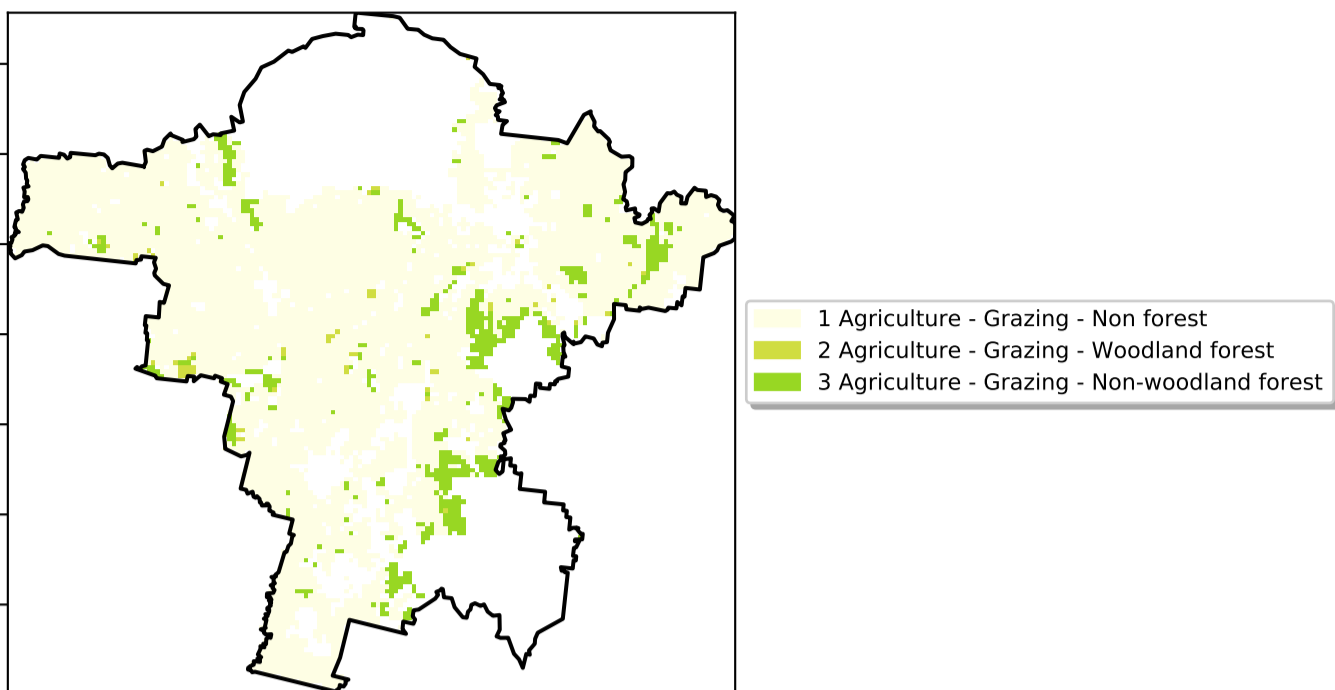 1 Agriculture - Grazing - Non forest
2 Agriculture - Grazing - Woodland forest
3 Agriculture - Grazing - Non-woodland forest